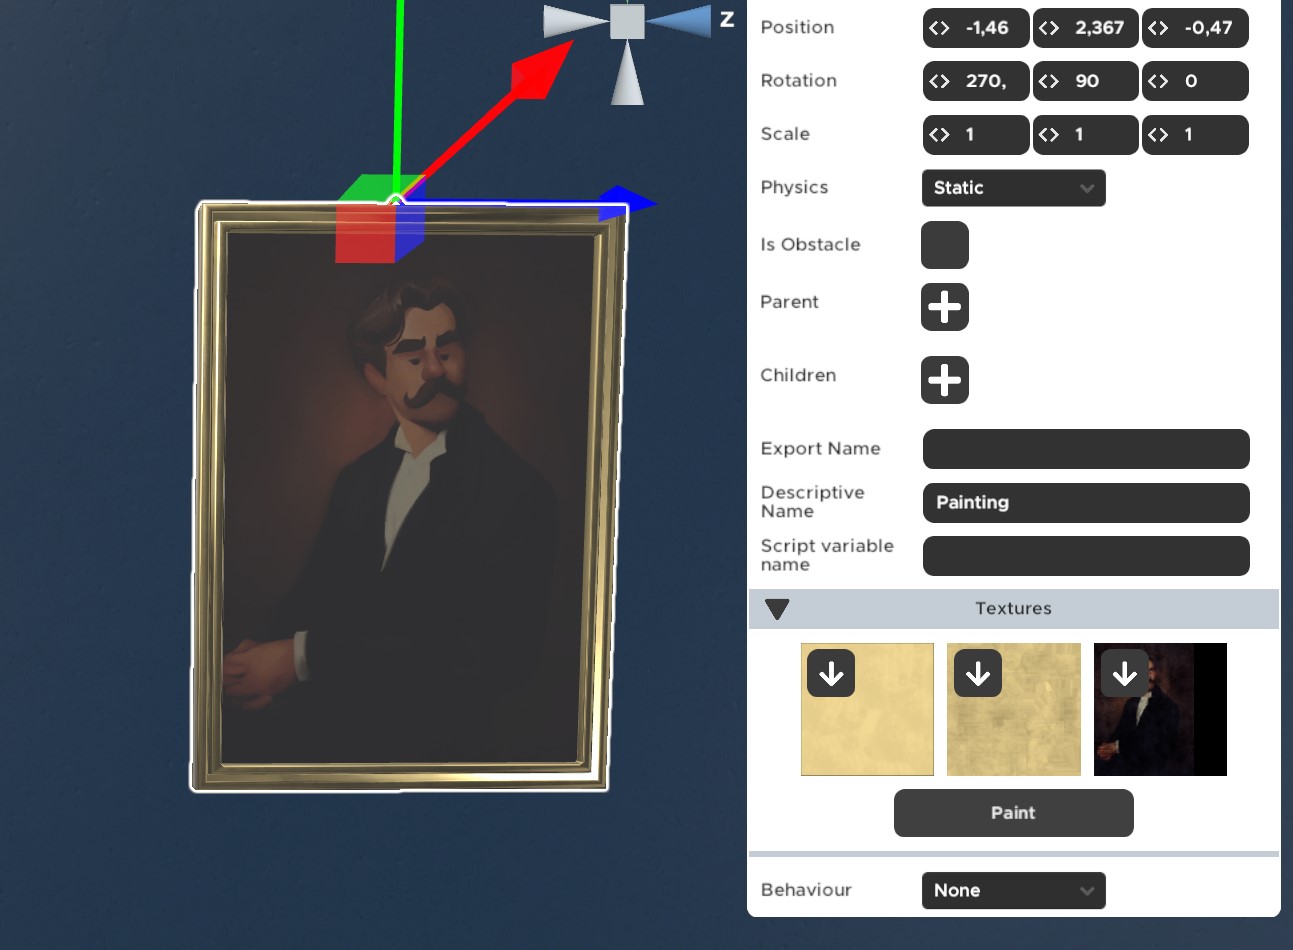 Z
Position -1,46 2,367 -0,47
Rotation 270, 90 0
Scale 1 1 1
Physics Static
Is Obstacle
Parent
Children
Export Name
Descriptive
Name
Painting
Script variable
name
Textures
Paint
Behaviour None